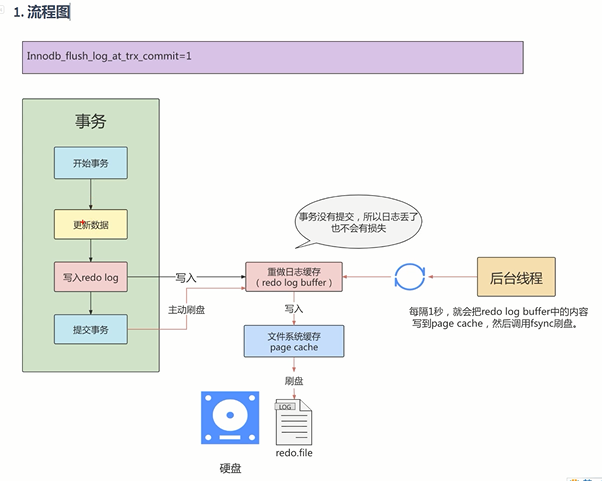 1. 流程图
Innodb_flush_log_at_trx_commit=1
事务
开始事务
更新数据
写入redo log
提交事务
写入
主动刷盘
事务没有提交，所以日志丢了
也不会有损失
重做日志缓存
（redo log buffer）
写入
文件系统缓存
page cache
刷盘
LOG
redo.file
硬盘
后台线程
每隔1秒，就会把redo log buffer中的内容
写到page cache，然后调用fsync刷盘。